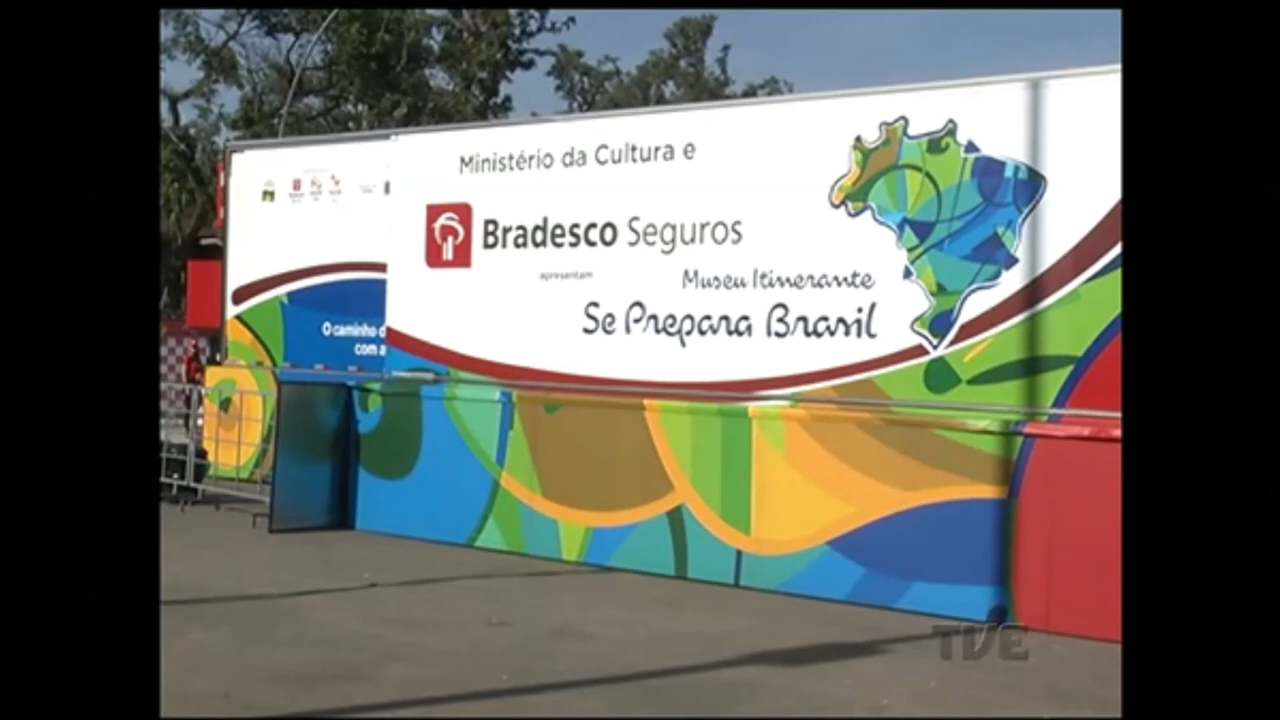 Ministério da Cultura e
Bradesco Seguros
apresentam
Museu Itinerante
Se Prepara Brasil
O caminho d
com a
TVE